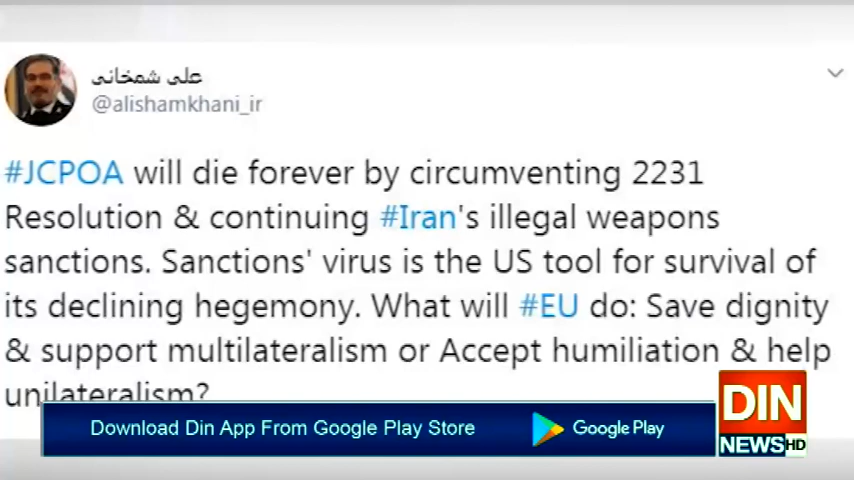 علی شمخانی
@alishamkhani_ir
#JCPOA will die forever by circumventing 2231
Resolution & continuing #Iran's illegal weapons
sanctions. Sanctions' virus is the US tool for survival of
its declining hegemony. What will #EU do: Save dignity
& support multilateralism or Accept humiliation & help
unilateralism?
Download Din App From Google Play Store
Google Play
DIN
NEWS HD